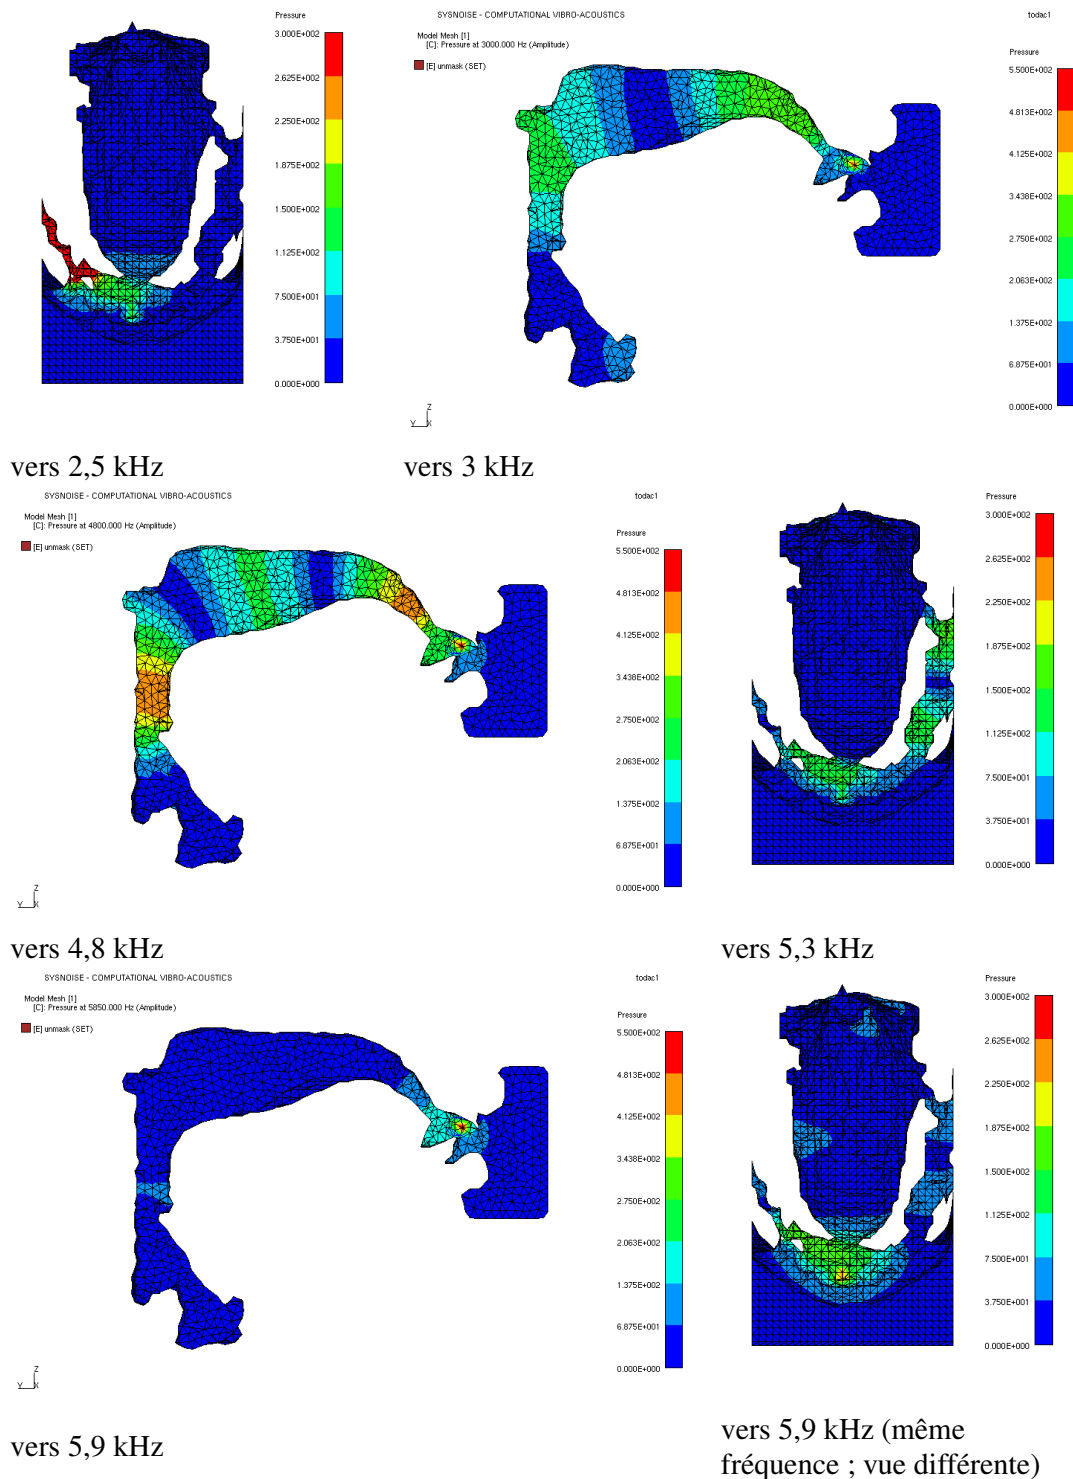 Pressure
3.000E+002
2.625E+002
2.250E+002
1.875E+002
1.500E+002
1.125E+002
7.500E+001
3.750E+001
0.000E+000
SYSNOISE - COMPUTATIONAL VIBRO-ACOUSTICS
todac1
Model Mesh [1]
[C]: Pressure at 3000.000 Hz (Amplitude)
[E] unmask (SET)
Pressure
5.500E+002
4.813E+002
4.125E+002
3.438E+002
2.750E+002
2.063E+002
1.375E+002
6.875E+001
0.000E+000
Z
Y X
vers 2,5 kHz
vers 3 kHz
SYSNOISE - COMPUTATIONAL VIBRO-ACOUSTICS
todac1
Model Mesh [1]
[C]: Pressure at 4800.000 Hz (Amplitude)
[E] unmask (SET)
Pressure
5.500E+002
4.813E+002
4.125E+002
3.438E+002
2.750E+002
2.063E+002
1.375E+002
6.875E+001
0.000E+000
Z
Y X
Pressure
3.000E+002
2.625E+002
2.250E+002
1.875E+002
1.500E+002
1.125E+002
7.500E+001
3.750E+001
0.000E+000
vers 4,8 kHz
vers 5,3 kHz
SYSNOISE - COMPUTATIONAL VIBRO-ACOUSTICS
todac1
Model Mesh [1]
[C]: Pressure at 5850.000 Hz (Amplitude)
[E] unmask (SET)
Pressure
5.500E+002
4.813E+002
4.125E+002
3.438E+002
2.750E+002
2.063E+002
1.375E+002
6.875E+001
0.000E+000
Z
Y X
Pressure
3.000E+002
2.625E+002
2.250E+002
1.875E+002
1.500E+002
1.125E+002
7.500E+001
3.750E+001
0.000E+000
vers 5,9 kHz
vers 5,9 kHz (même
fréquence ; vue différente)